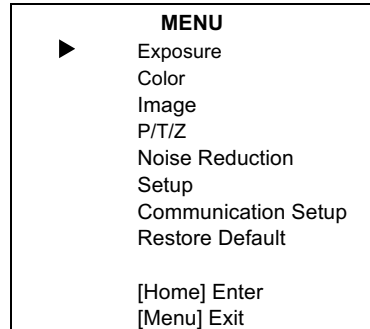 MENU
Exposure
Color
Image
P/T/Z
Noise Reduction
Setup
Communication Setup
Restore Default
[Home] Enter
[Menu] Exit